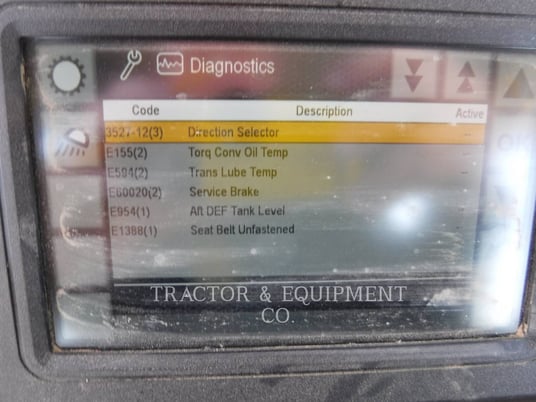 Diagnostics
Code Description Active
3527-12(3) Direction Selector
E155(2) Torq Conv Oil Temp
E594(2) Trans Lube Temp
E60020(2) Service Brake
E954(1) Aft DEF Tank Level
E1388(1) Seat Belt Unfastened
TRACTOR & EQUIPMENT
CO.